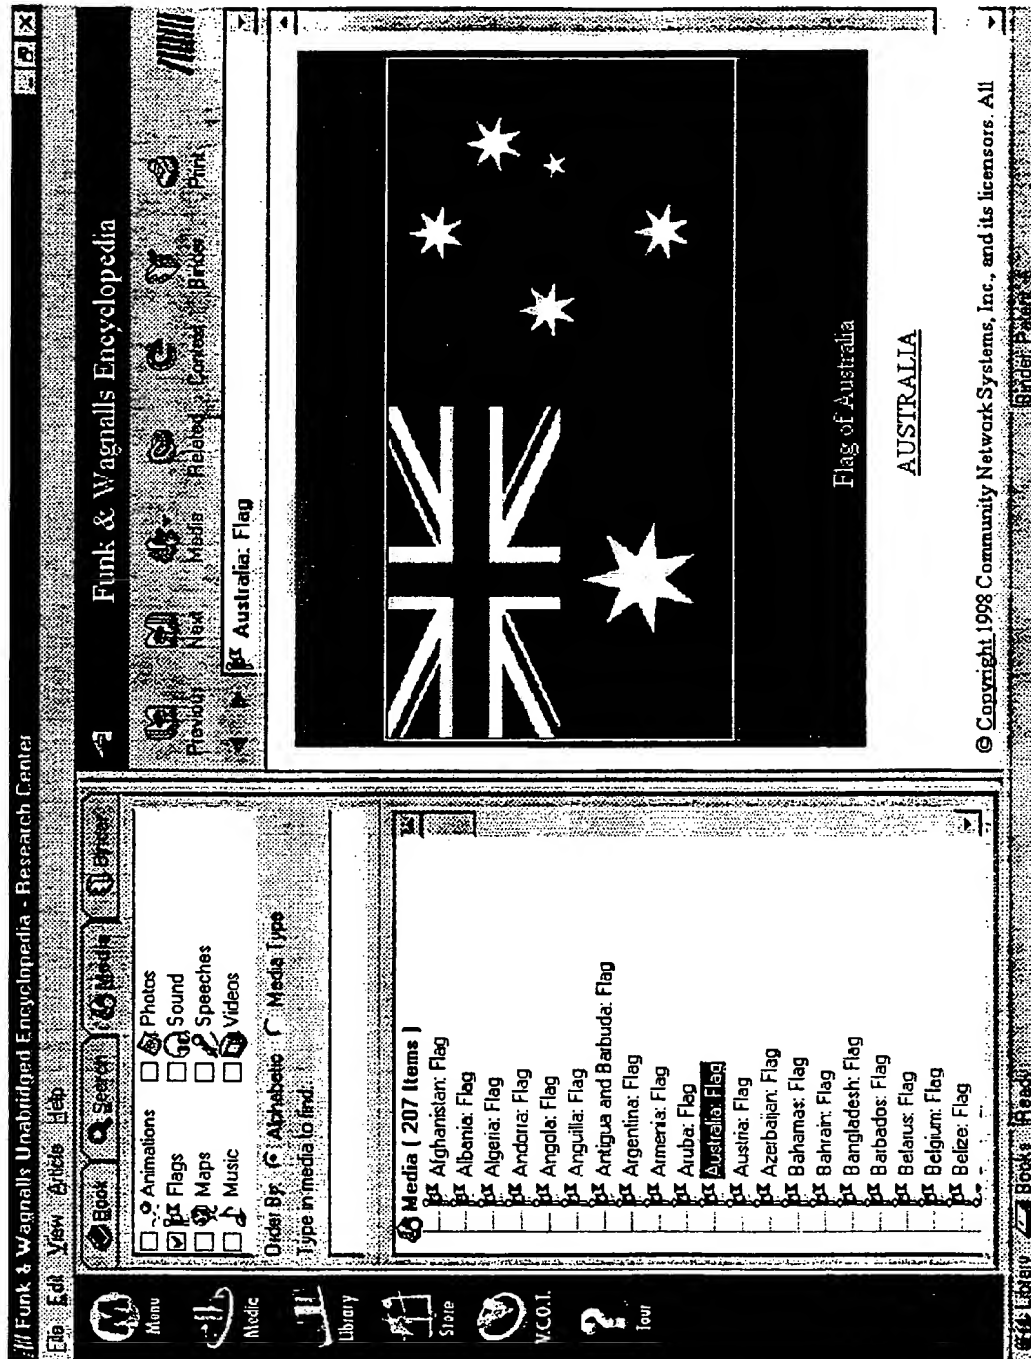 Funk & Wagnalls Unabridged Encyclopedia - Research Center
File Edit View Article Help
Menu
Media
Library
Store
V.C.O.T.
Tour
Book Search Media Binder
Animations Photos
Flags Sound
Maps Speeches
Music Videos
Order By: Alphabetic Media Type
Type in media to find.
Media ( 207 Items )
Afghanistan: Flag
Albania: Flag
Algeria: Flag
Andorra: Flag
Angola: Flag
Anguilla: Flag
Antigua and Barbuda: Flag
Argentina: Flag
Armenia: Flag
Aruba: Flag
Australia: Flag
Austria: Flag
Azerbaijan: Flag
Bahamas: Flag
Bahrain: Flag
Bangladesh: Flag
Barbados: Flag
Belarus: Flag
Belgium: Flag
Belize: Flag
Funk & Wagnalls Encyclopedia
Previous Next Media Related Context Binder Print
Australia: Flag
Flag of Australia
AUSTRALIA
© Copyright 1998 Community Network Systems, Inc., and its licensors. All
Library Books Ready